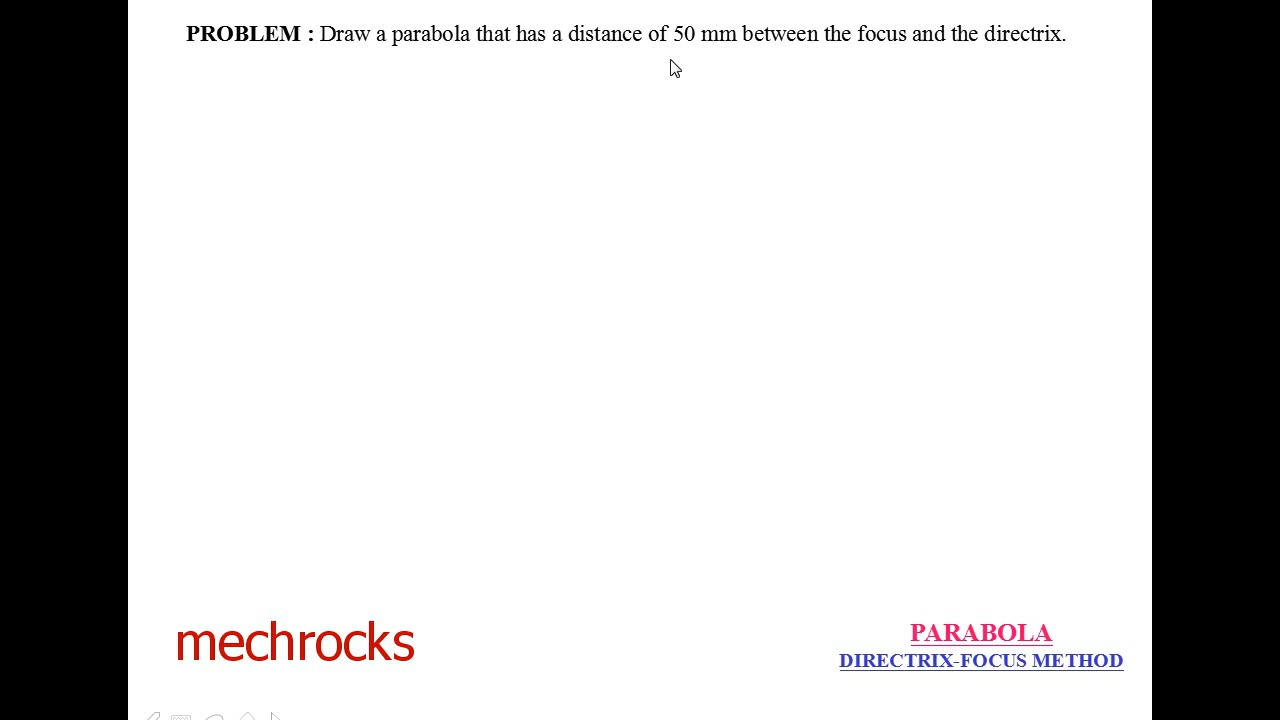 PROBLEM : Draw a parabola that has a distance of 50 mm between the focus and the directrix.
mechrocks
PARABOLA
DIRECTRIX-FOCUS METHOD